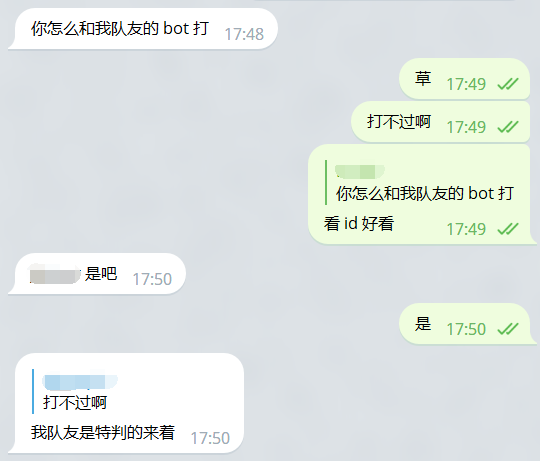 你怎么和我队友的 bot 打 17:48
草 17:49
打不过啊 17:49
你怎么和我队友的 bot 打
看 id 好看 17:49
是吧 17:50
是 17:50
打不过啊
我队友是特判的来着 17:50